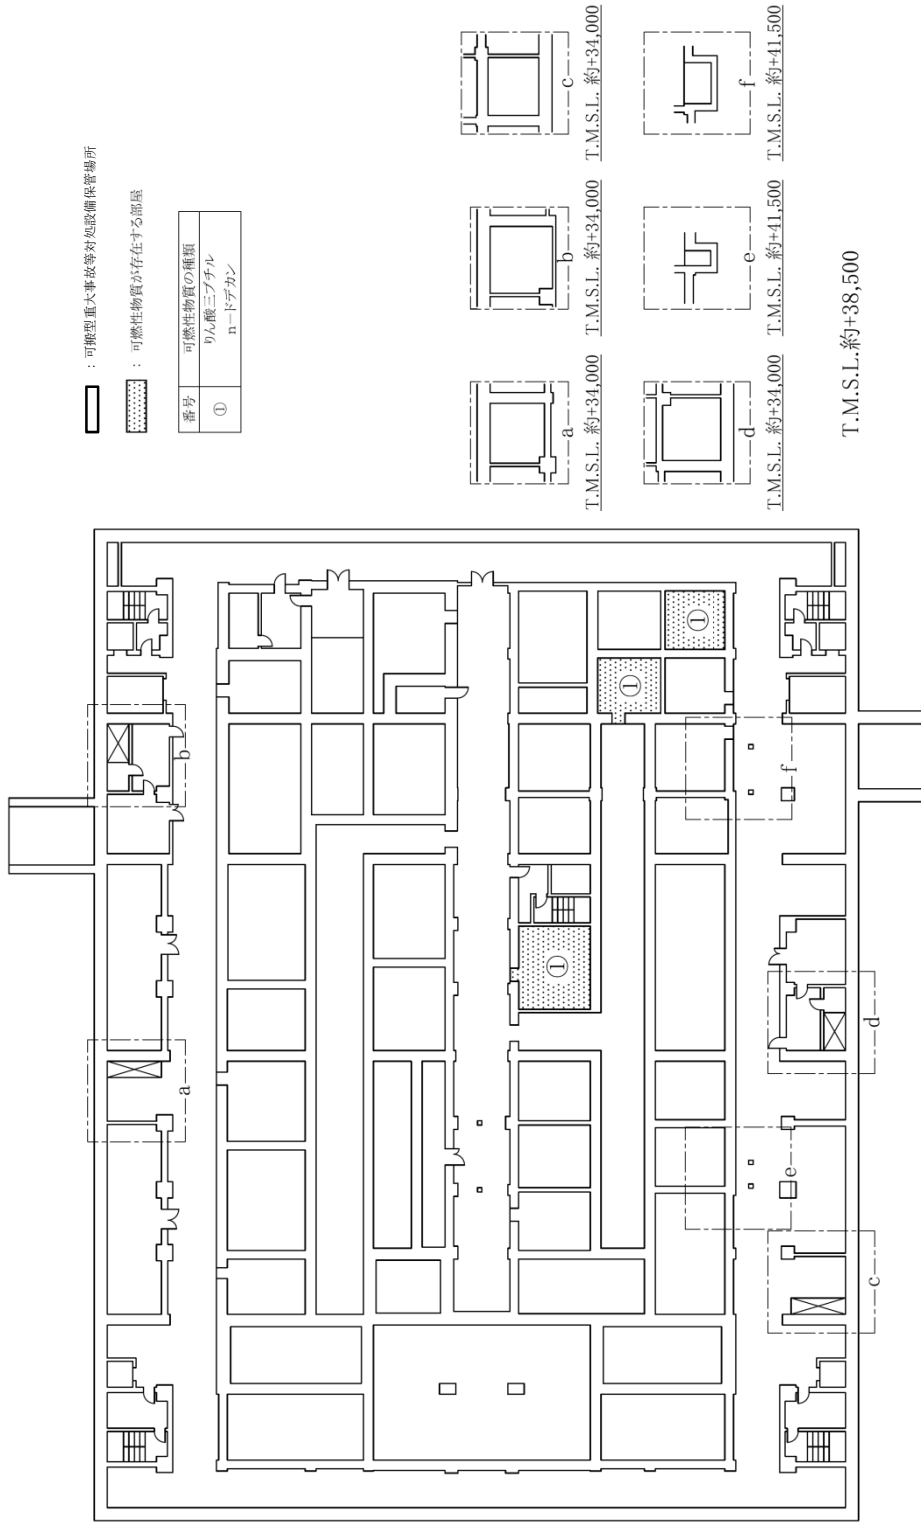 ：可搬型重大事故等対処設備保管場所
：可燃性物質が存在する部屋
番号 可燃性物質の種類
① りん酸三ブチル
n－ドデカン
a
T.M.S.L. 約+34,000
b
T.M.S.L. 約+34,000
c
T.M.S.L. 約+34,000
d
T.M.S.L. 約+34,000
e
T.M.S.L. 約+41,500
f
T.M.S.L. 約+41,500
T.M.S.L.約+38,500
a
b
①
①
①
c
e
d
f